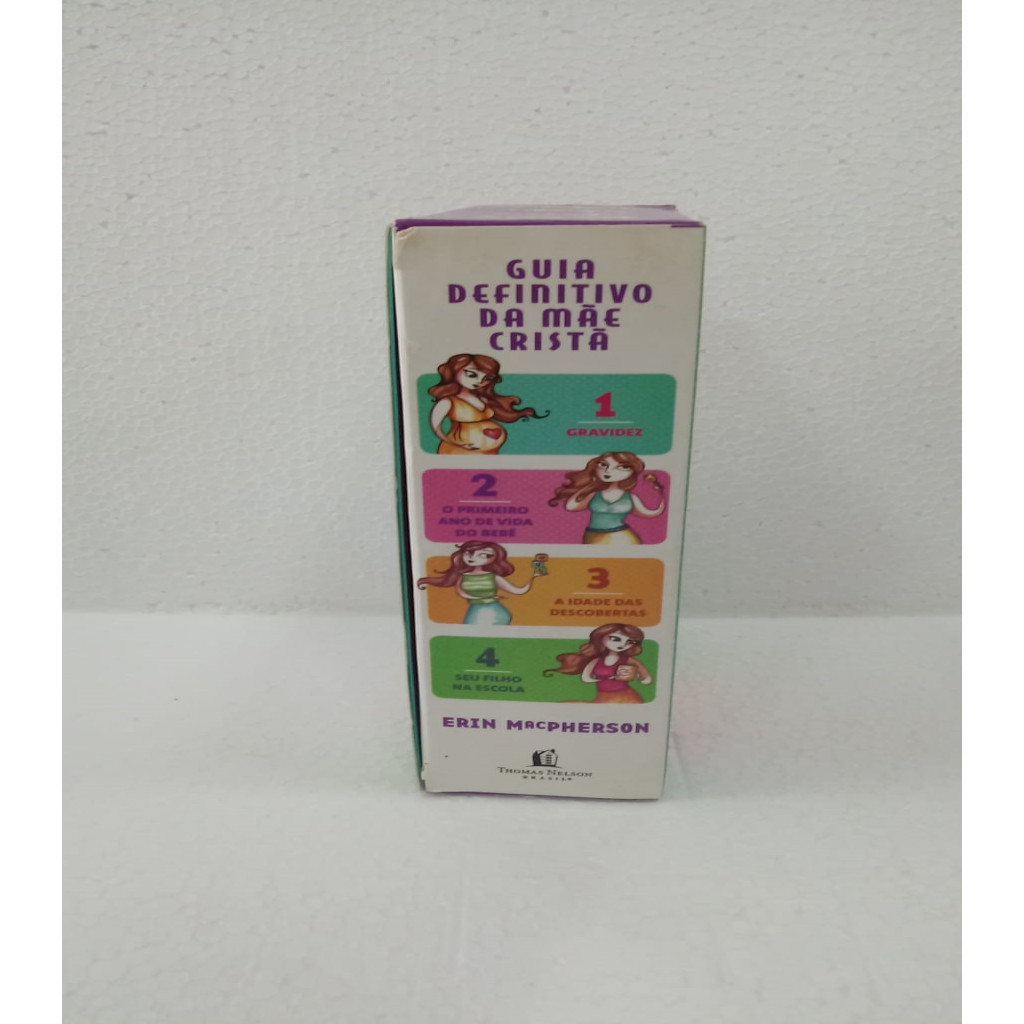 GUIA
DEFINITIVO
DA MÃE
CRISTÃ
1
GRAVIDEZ
2
O PRIMEIRO
ANO DE VIDA
DO BEBÊ
3
A IDADE DAS
DESCOBERTAS
4
SEU FILHO
NA ESCOLA
ERIN MACPHERSON
THOMAS NELSON
BRASIL®